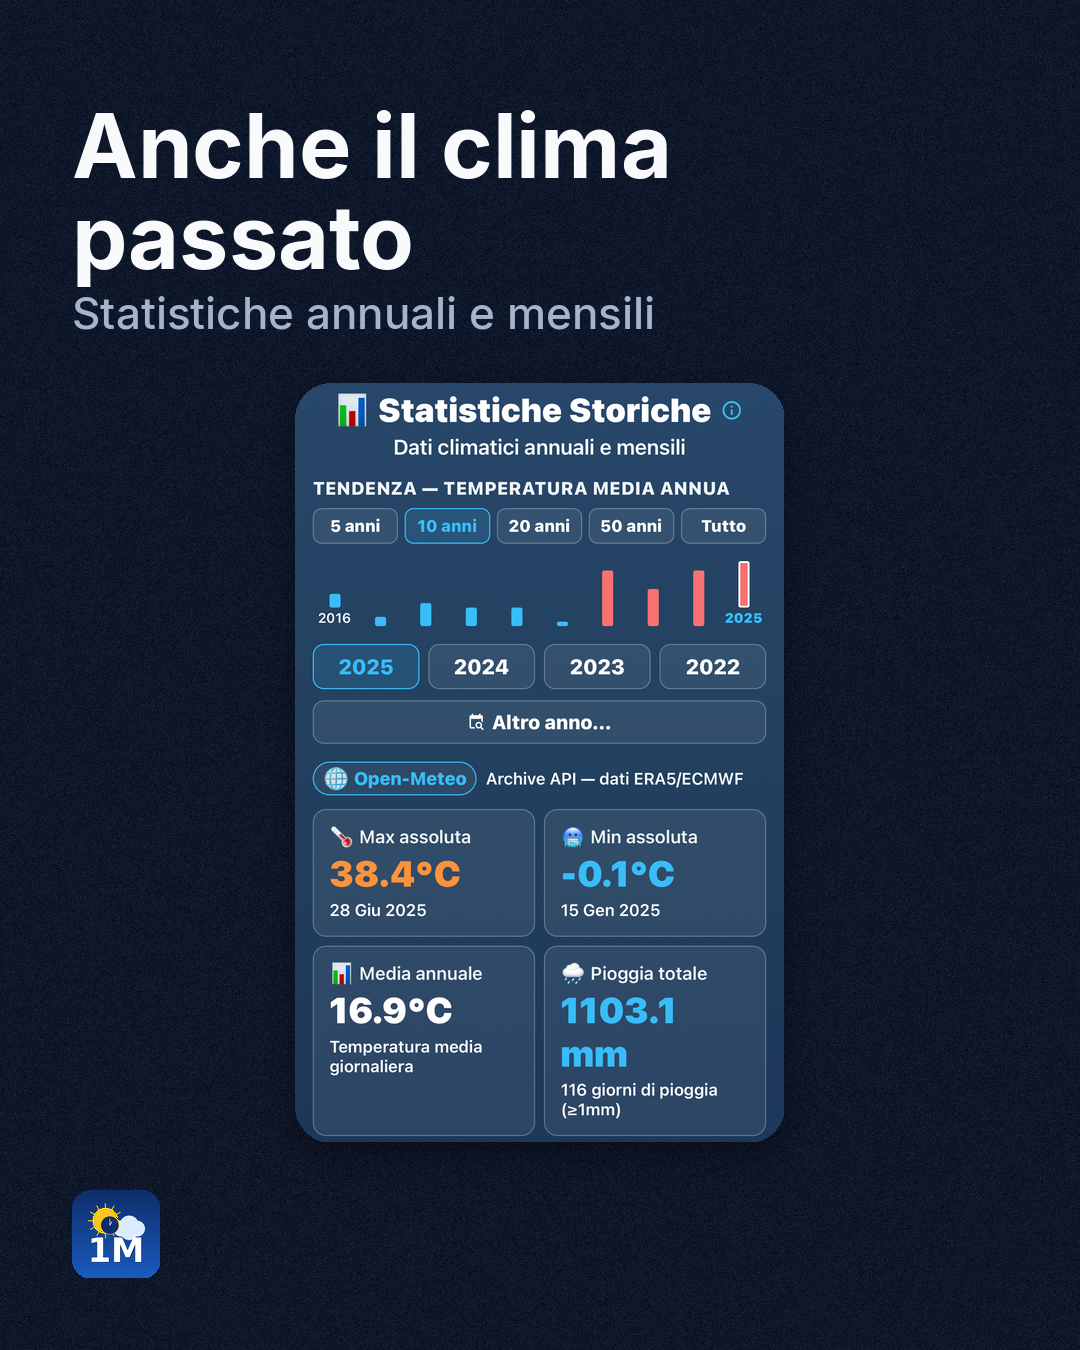 Anche il clima
passato
Statistiche annuali e mensili
Statistiche Storiche
Dati climatici annuali e mensili
TENDENZA — TEMPERATURA MEDIA ANNUA
5 anni 10 anni 20 anni 50 anni Tutto
2016 2025
2025 2024 2023 2022
Altro anno...
Open-Meteo Archive API — dati ERA5/ECMWF
Max assoluta
38.4°C
28 Giu 2025
Min assoluta
-0.1°C
15 Gen 2025
Media annuale
16.9°C
Temperatura media
giornaliera
Pioggia totale
1103.1
mm
116 giorni di pioggia
(≥1mm)
1M